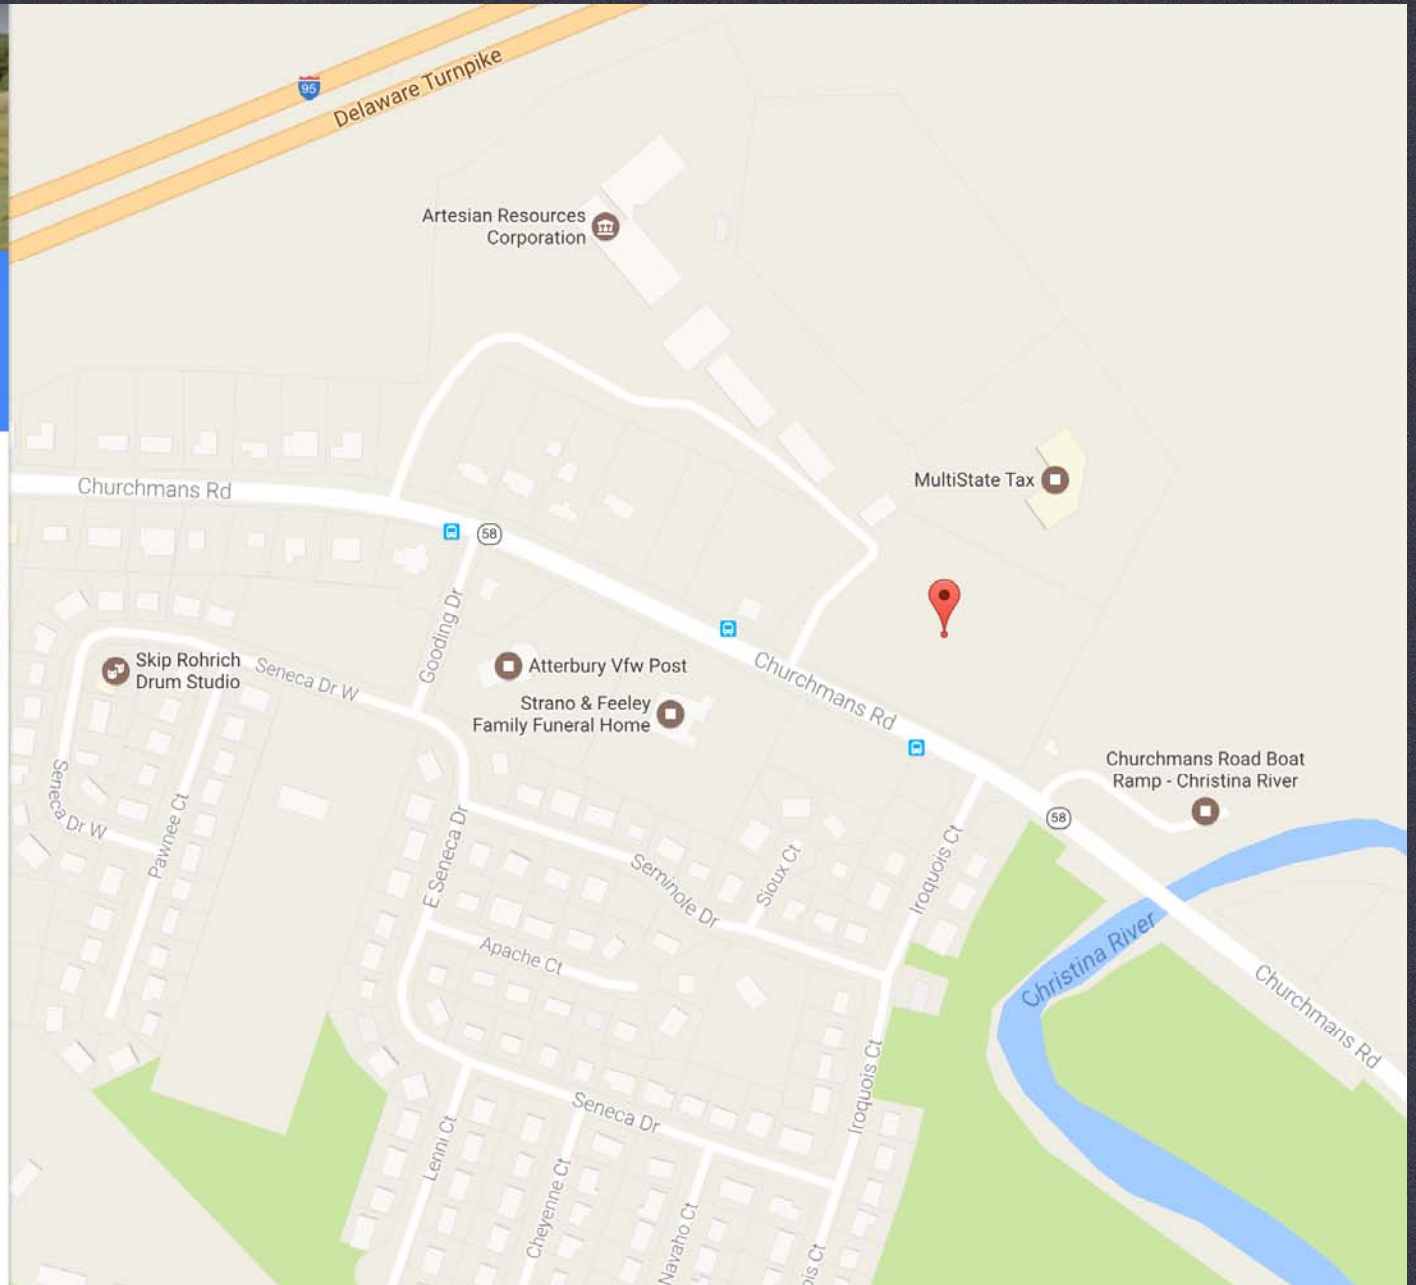 95
Delaware Turnpike
Artesian Resources
Corporation
MultiState Tax
Churchmans Rd
58
Gooding Dr
Skip Rohrich
Drum Studio
Seneca Dr W
Atterbury Vfw Post
Strano & Feeley
Family Funeral Home
Churchmans Rd
Churchmans Road Boat
Ramp - Christina River
58
Seneca Dr W
Pawnee Ct
E Seneca Dr
Seminole Dr
Sioux Ct
Iroquois Ct
Apache Ct
Christina River
Churchmans Rd
Iroquois Ct
Seneca Dr
Lenni Ct
Cheyenne Ct
Navaho Ct
ois Ct